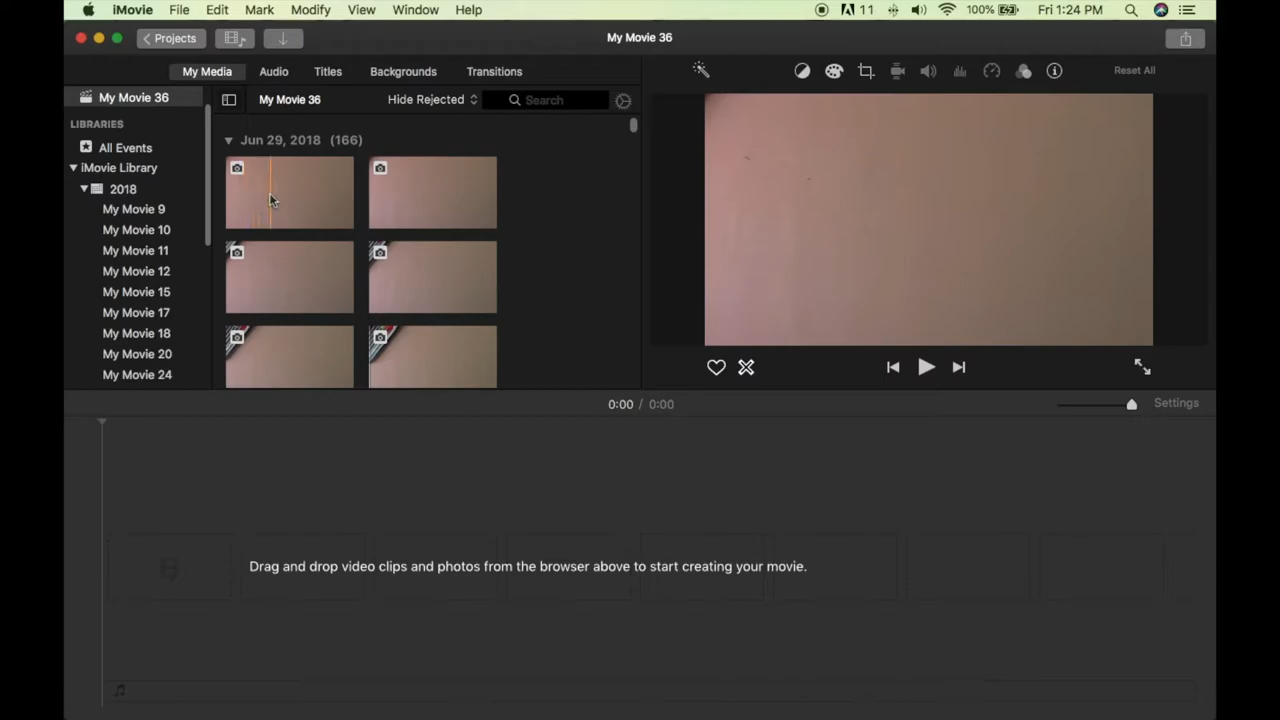 iMovie File Edit Mark Modify View Window Help 11 100% Fri 1:24 PM
Projects My Movie 36
My Media Audio Titles Backgrounds Transitions Reset All
My Movie 36 My Movie 36 Hide Rejected Search
LIBRARIES
Jun 29, 2018 (166)
All Events
iMovie Library
2018
My Movie 9
My Movie 10
My Movie 11
My Movie 12
My Movie 15
My Movie 17
My Movie 18
My Movie 20
My Movie 24
0:00 / 0:00 Settings
Drag and drop video clips and photos from the browser above to start creating your movie.